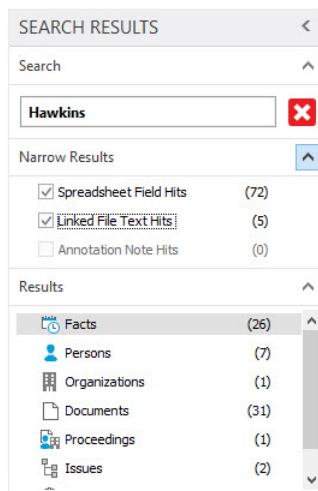 SEARCH RESULTS
Search
Hawkins
Narrow Results
Spreadsheet Field Hits (72)
Linked File Text Hits (5)
Annotation Note Hits (0)
Results
Facts (26)
Persons (7)
Organizations (1)
Documents (31)
Proceedings (1)
Issues (2)